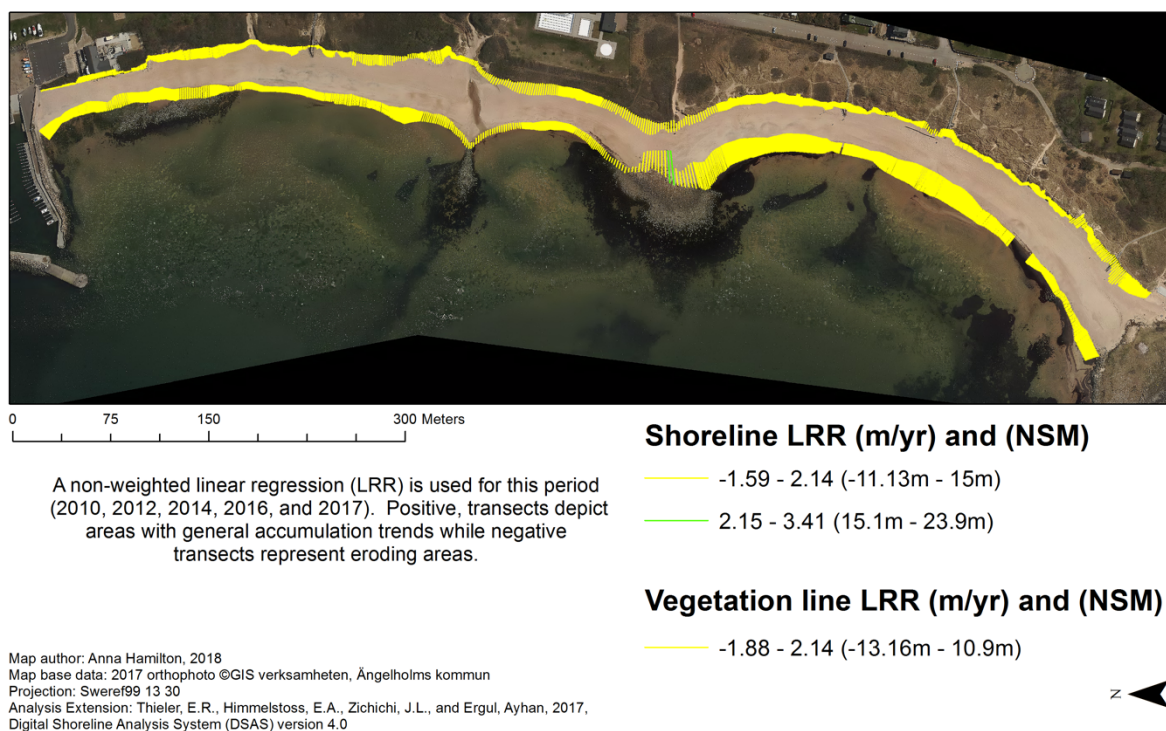 0 75 150 300 Meters
A non-weighted linear regression (LRR) is used for this period
(2010, 2012, 2014, 2016, and 2017).  Positive, transects depict
areas with general accumulation trends while negative
transects represent eroding areas.
Shoreline LRR (m/yr) and (NSM)
-1.59 - 2.14 (-11.13m - 15m)
2.15 - 3.41 (15.1m - 23.9m)
Vegetation line LRR (m/yr) and (NSM)
-1.88 - 2.14 (-13.16m - 10.9m)
Map author: Anna Hamilton, 2018
Map base data: 2017 orthophoto ©GIS verksamheten, Ängelholms kommun
Projection: Sweref99 13 30
Analysis Extension: Thieler, E.R., Himmelstoss, E.A., Zichichi, J.L., and Ergul, Ayhan, 2017,
Digital Shoreline Analysis System (DSAS) version 4.0
N